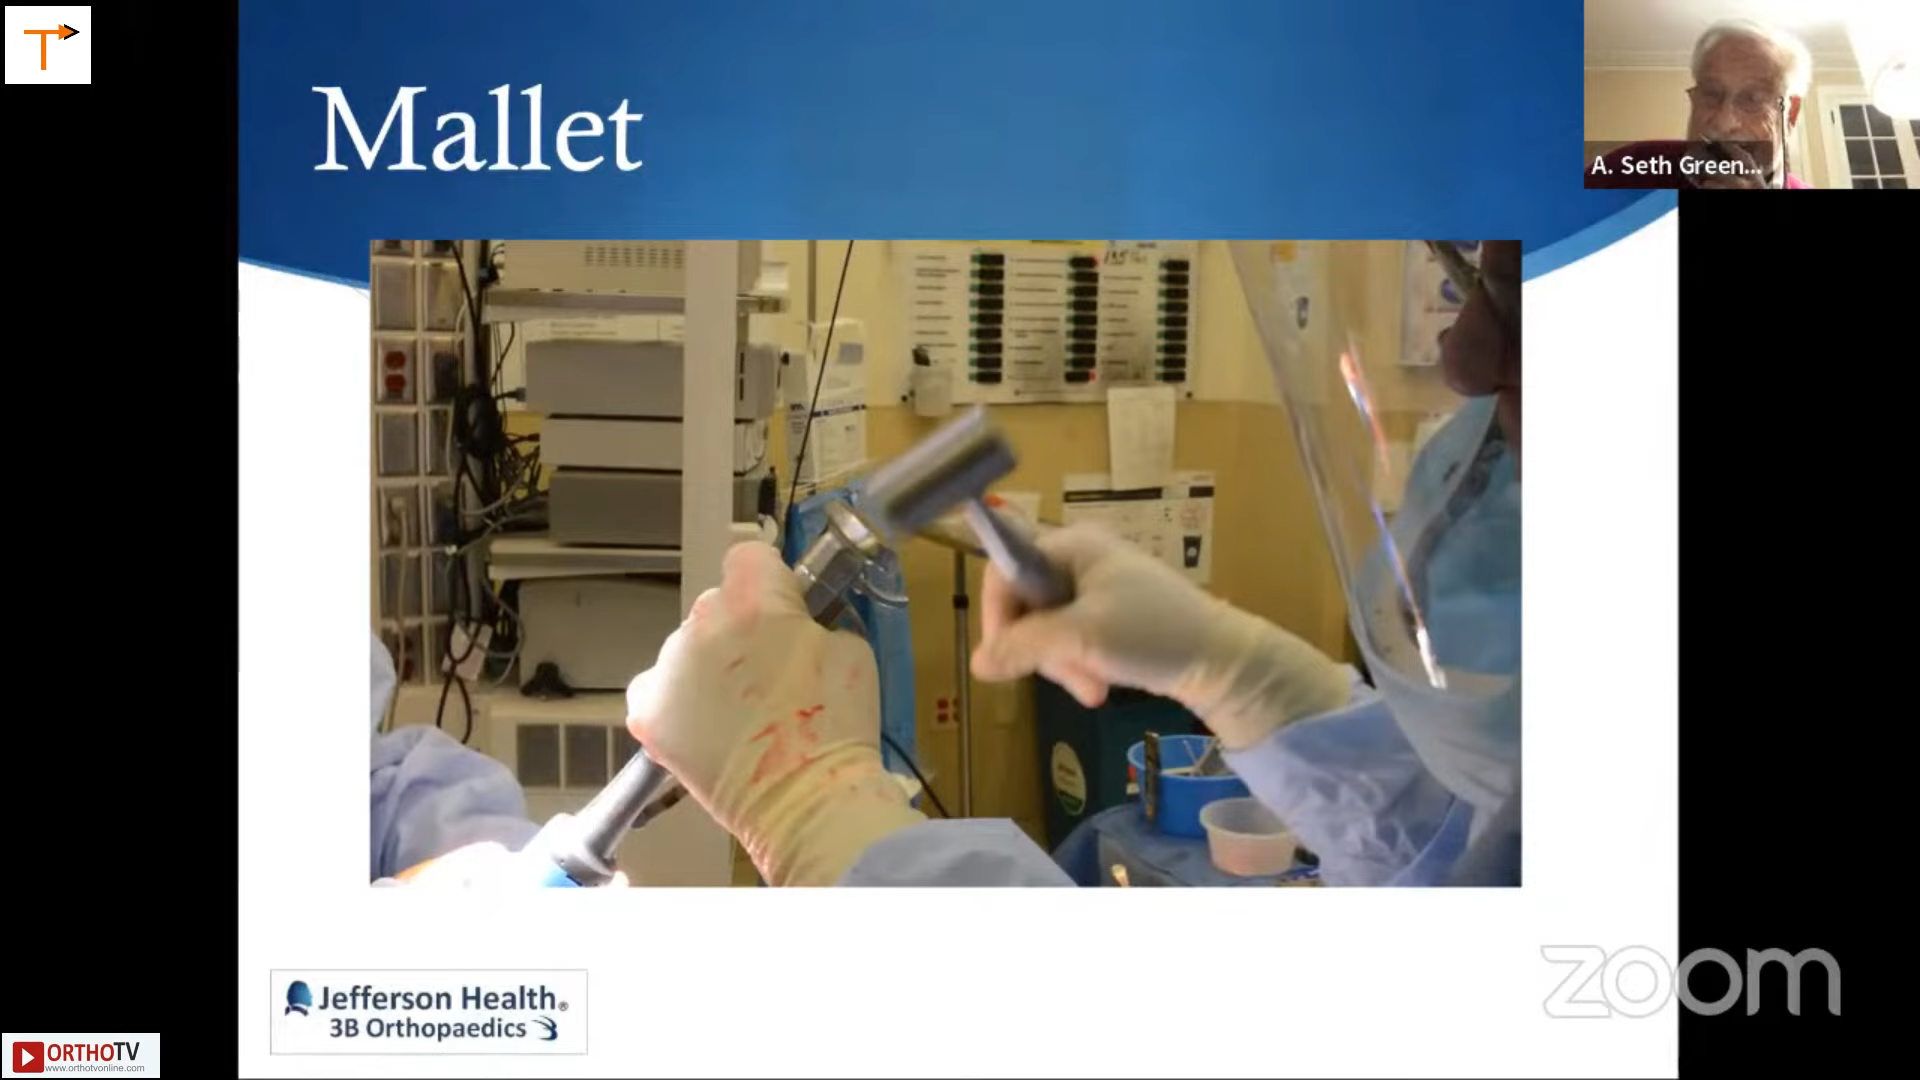 T
Mallet
A. Seth Green...
Jefferson Health®
3B Orthopaedics
zoom
ORTHOTV
www.orthotvonline.com